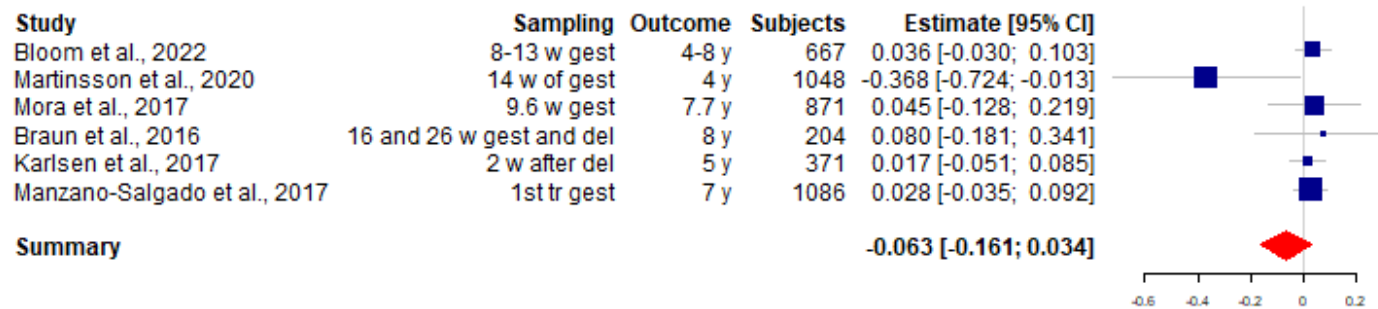 Study Sampling Outcome Subjects Estimate [95% CI]
Bloom et al., 2022 8-13 w gest 4-8 y 667 0.036 [-0.030; 0.103]
Martinsson et al., 2020 14 w of gest 4 y 1048 -0.368 [-0.724; -0.013]
Mora et al., 2017 9.6 w gest 7.7 y 871 0.045 [-0.128; 0.219]
Braun et al., 2016 16 and 26 w gest and del 8 y 204 0.080 [-0.181; 0.341]
Karlsen et al., 2017 2 w after del 5 y 371 0.017 [-0.051; 0.085]
Manzano-Salgado et al., 2017 1st tr gest 7 y 1086 0.028 [-0.035; 0.092]
Summary -0.063 [-0.161; 0.034]
-0.6 -0.4 -0.2 0 0.2